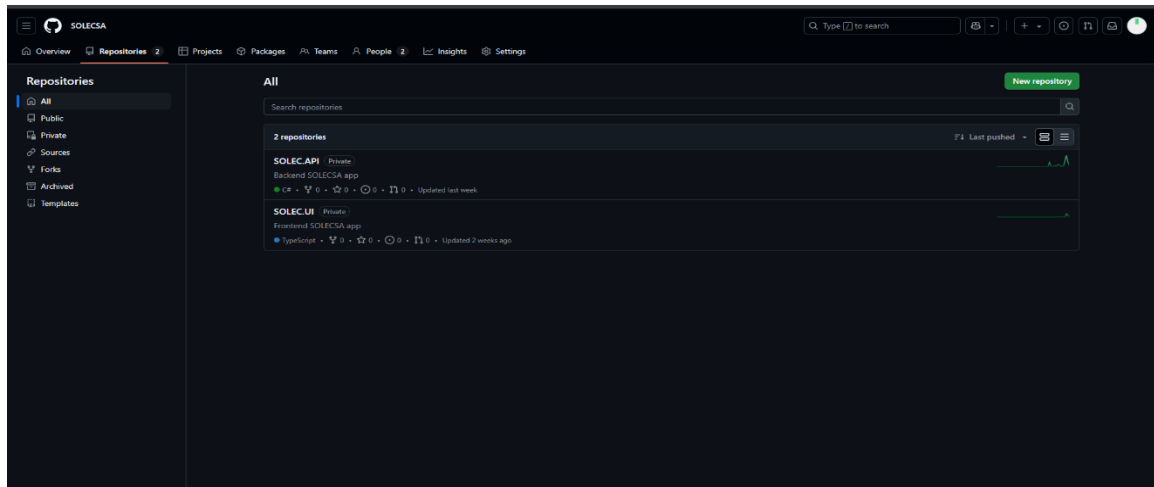 SOLECSA
Type / to search
Overview Repositories 2 Projects Packages Teams People 2 Insights Settings
Repositories
All
Public
Private
Sources
Forks
Archived
Templates
All
New repository
Search repositories
2 repositories
Last pushed
SOLEC.API Private
Backend SOLECSA app
C# • 0 • 0 • 0 • 0 • Updated last week
SOLEC.UI Private
Frontend SOLECSA app
TypeScript • 0 • 0 • 0 • 0 • Updated 2 weeks ago